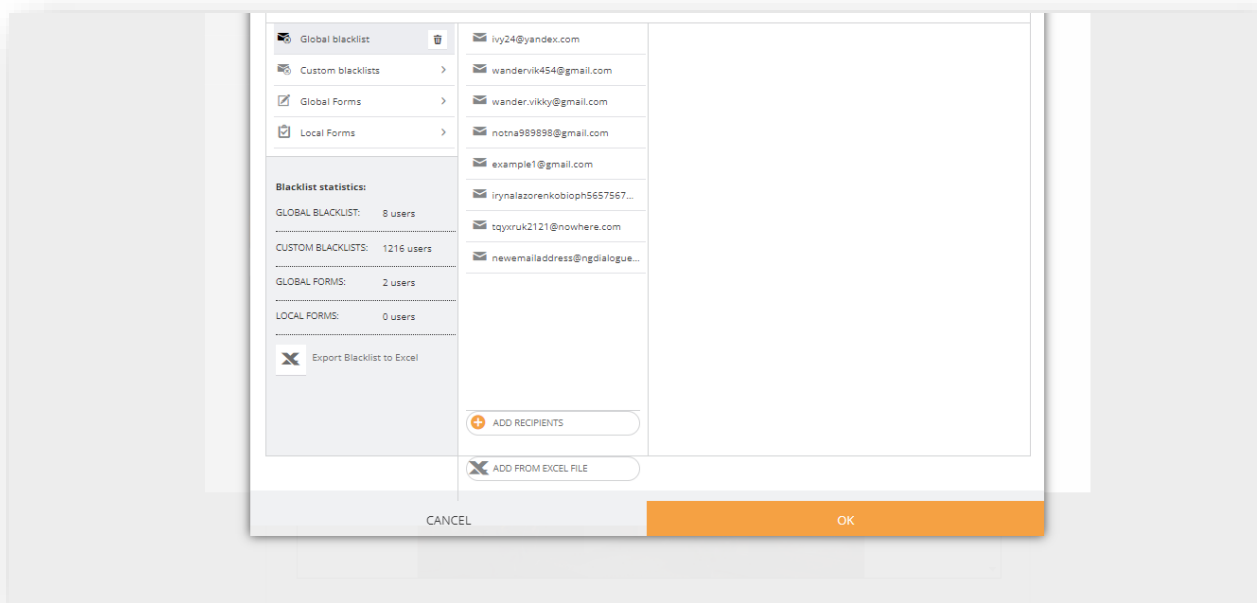 Global blacklist
Custom blacklists
Global Forms
Local Forms
Blacklist statistics:
GLOBAL BLACKLIST: 8 users
CUSTOM BLACKLISTS: 1216 users
GLOBAL FORMS: 2 users
LOCAL FORMS: 0 users
Export Blacklist to Excel
ivy24@yandex.com
wandervik454@gmail.com
wander.vikky@gmail.com
notna989898@gmail.com
example1@gmail.com
irynalazorenkobioph5657567...
tqyxruk2121@nowhere.com
newemailaddress@ngdialogue...
ADD RECIPIENTS
ADD FROM EXCEL FILE
CANCEL
OK